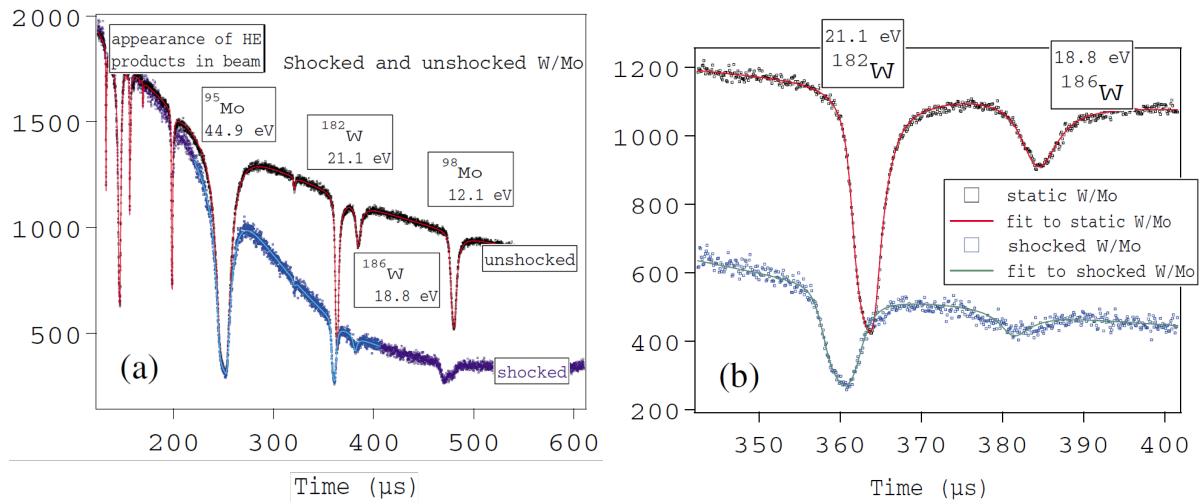 2000
1500
1000
500
200
300
400
500
600
Time (µs)
appearance of HE
products in beam
Shocked and unshocked W/Mo
⁹⁵Mo
44.9 eV
¹⁸²W
21.1 eV
⁹⁸Mo
12.1 eV
¹⁸⁶W
18.8 eV
unshocked
shocked
(a)
1200
1000
800
600
400
200
350
360
370
380
390
400
Time (µs)
21.1 eV
¹⁸²W
18.8 eV
¹⁸⁶W
static W/Mo
fit to static W/Mo
shocked W/Mo
fit to shocked W/Mo
(b)